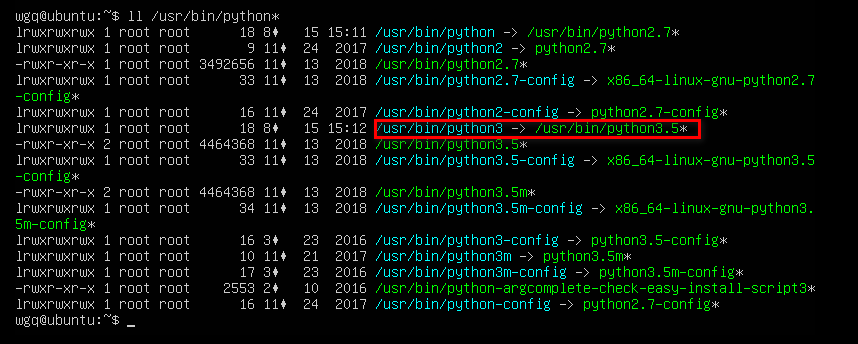 wgq@ubuntu:~$ ll /usr/bin/python*
lrwxrwxrwx 1 root root 18 8♦ 15 15:11 /usr/bin/python -> /usr/bin/python2.7*
lrwxrwxrwx 1 root root 9 11♦ 24 2017 /usr/bin/python2 -> python2.7*
-rwxr-xr-x 1 root root 3492656 11♦ 13 2018 /usr/bin/python2.7*
lrwxrwxrwx 1 root root 33 11♦ 13 2018 /usr/bin/python2.7-config -> x86_64-linux-gnu-python2.7
-config*
lrwxrwxrwx 1 root root 16 11♦ 24 2017 /usr/bin/python2-config -> python2.7-config*
lrwxrwxrwx 1 root root 18 8♦ 15 15:12 /usr/bin/python3 -> /usr/bin/python3.5*
-rwxr-xr-x 2 root root 4464368 11♦ 13 2018 /usr/bin/python3.5*
lrwxrwxrwx 1 root root 33 11♦ 13 2018 /usr/bin/python3.5-config -> x86_64-linux-gnu-python3.5
-config*
-rwxr-xr-x 2 root root 4464368 11♦ 13 2018 /usr/bin/python3.5m*
lrwxrwxrwx 1 root root 34 11♦ 13 2018 /usr/bin/python3.5m-config -> x86_64-linux-gnu-python3.
5m-config*
lrwxrwxrwx 1 root root 16 3♦ 23 2016 /usr/bin/python3-config -> python3.5-config*
lrwxrwxrwx 1 root root 10 11♦ 21 2017 /usr/bin/python3m -> python3.5m*
lrwxrwxrwx 1 root root 17 3♦ 23 2016 /usr/bin/python3m-config -> python3.5m-config*
-rwxr-xr-x 1 root root 2553 2♦ 10 2016 /usr/bin/python-argcomplete-check-easy-install-script3*
lrwxrwxrwx 1 root root 16 11♦ 24 2017 /usr/bin/python-config -> python2.7-config*
wgq@ubuntu:~$ _